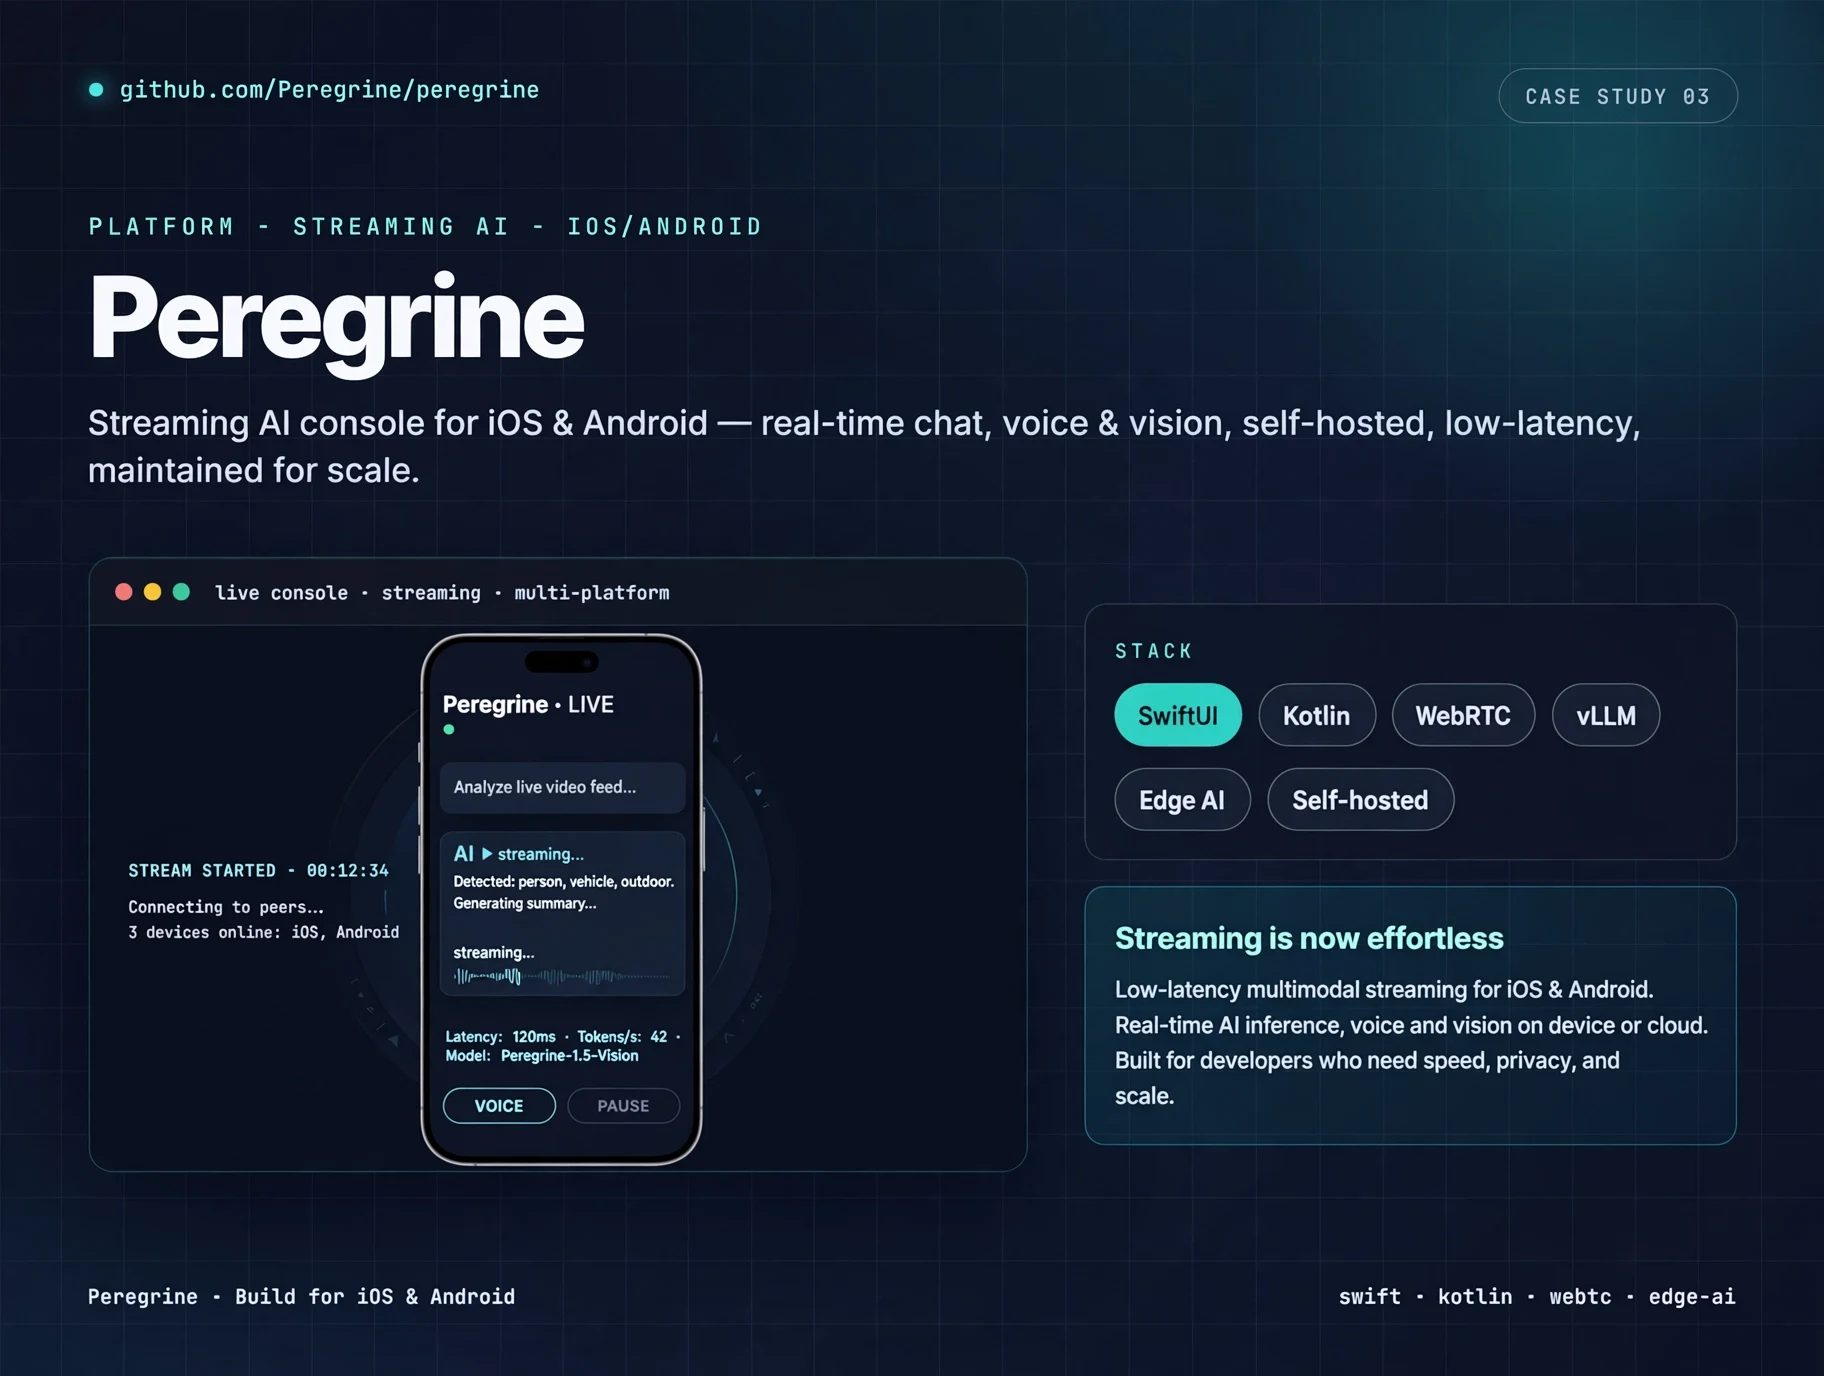 github.com/Peregrine/peregrine
CASE STUDY 03
PLATFORM - STREAMING AI - IOS/ANDROID
Peregrine
Streaming AI console for iOS & Android — real-time chat, voice & vision, self-hosted, low-latency,
maintained for scale.
live console · streaming · multi-platform
STREAM STARTED - 00:12:34
Connecting to peers...
3 devices online: iOS, Android
Peregrine • LIVE
Analyze live video feed...
AI ▶ streaming...
Detected: person, vehicle, outdoor.
Generating summary...
streaming...
Latency: 120ms · Tokens/s: 42 ·
Model: Peregrine-1.5-Vision
VOICE
PAUSE
STACK
SwiftUI
Kotlin
WebRTC
vLLM
Edge AI
Self-hosted
Streaming is now effortless
Low-latency multimodal streaming for iOS & Android.
Real-time AI inference, voice and vision on device or cloud.
Built for developers who need speed, privacy, and
scale.
Peregrine · Build for iOS & Android
swift · kotlin · webtc · edge-ai